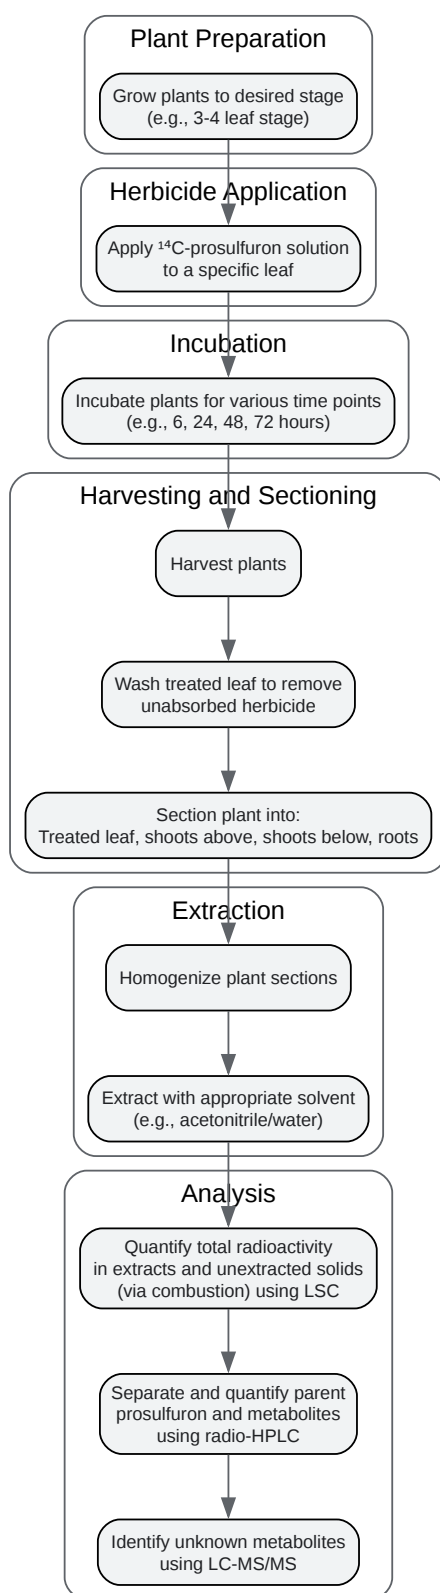 Plant Preparation
Grow plants to desired stage
(e.g., 3-4 leaf stage)
Herbicide Application
Apply ¹⁴C-prosulfuron solution
to a specific leaf
Incubation
Incubate plants for various time points
(e.g., 6, 24, 48, 72 hours)
Harvesting and Sectioning
Harvest plants
Wash treated leaf to remove
unabsorbed herbicide
Section plant into:
Treated leaf, shoots above, shoots below, roots
Extraction
Homogenize plant sections
Extract with appropriate solvent
(e.g., acetonitrile/water)
Analysis
Quantify total radioactivity
in extracts and unextracted solids
(via combustion) using LSC
Separate and quantify parent
prosulfuron and metabolites
using radio-HPLC
Identify unknown metabolites
using LC-MS/MS